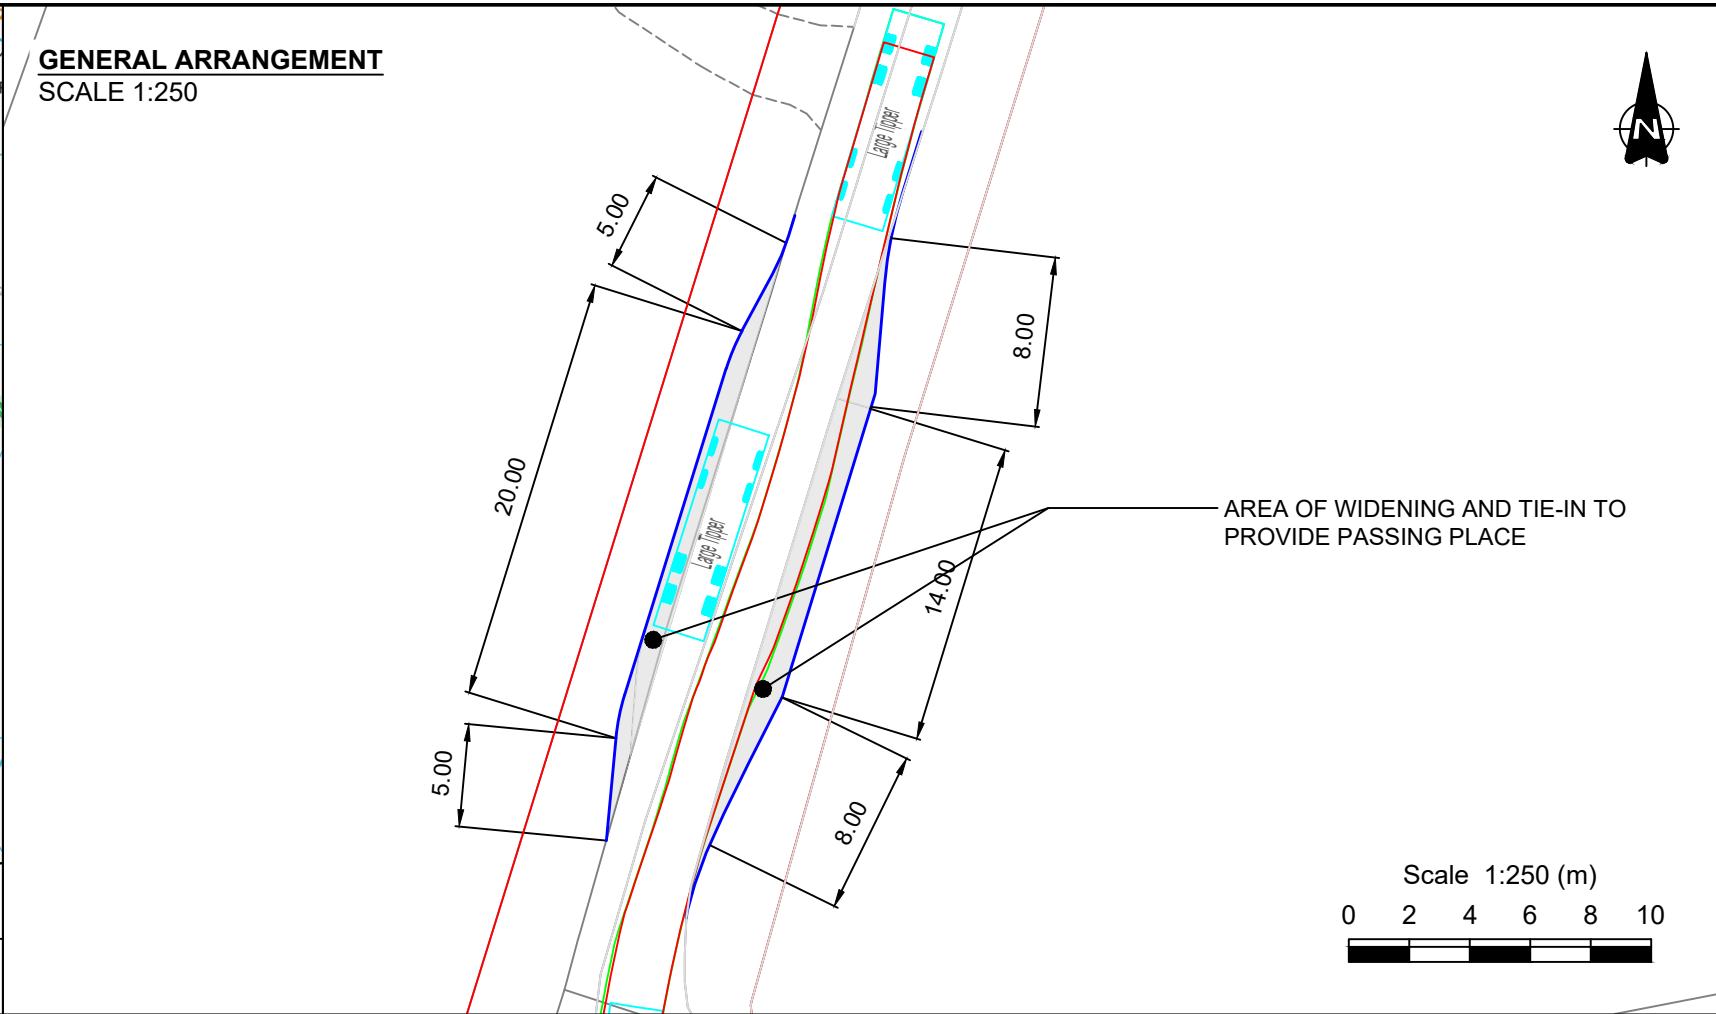 GENERAL ARRANGEMENT
SCALE 1:250
N
Large Tipper
5.00
8.00
20.00
Large Tipper
AREA OF WIDENING AND TIE-IN TO
PROVIDE PASSING PLACE
14.00
5.00
8.00
Scale 1:250 (m)
0 2 4 6 8 10